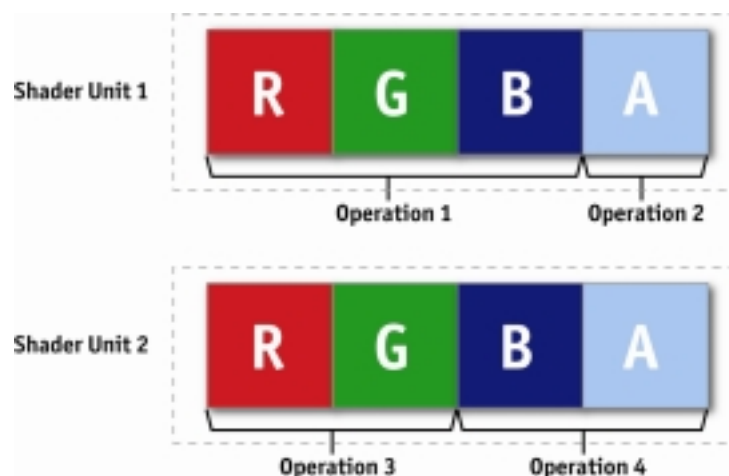 Shader Unit 1
R G B A
Operation 1 Operation 2
Shader Unit 2
R G B A
Operation 3 Operation 4